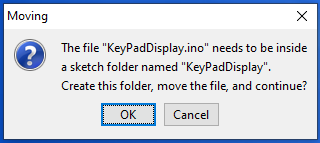 Moving
The file "KeyPadDisplay.ino" needs to be inside
a sketch folder named "KeyPadDisplay".
Create this folder, move the file, and continue?
OK
Cancel